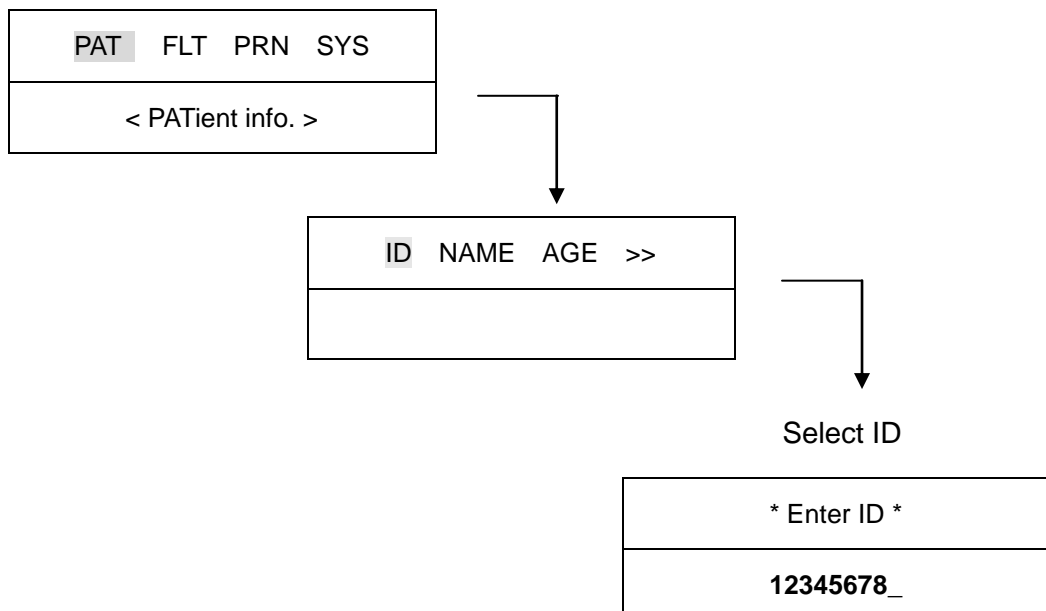 PAT FLT PRN SYS
< PATient info. >
ID NAME AGE >>
Select ID
* Enter ID *
12345678_